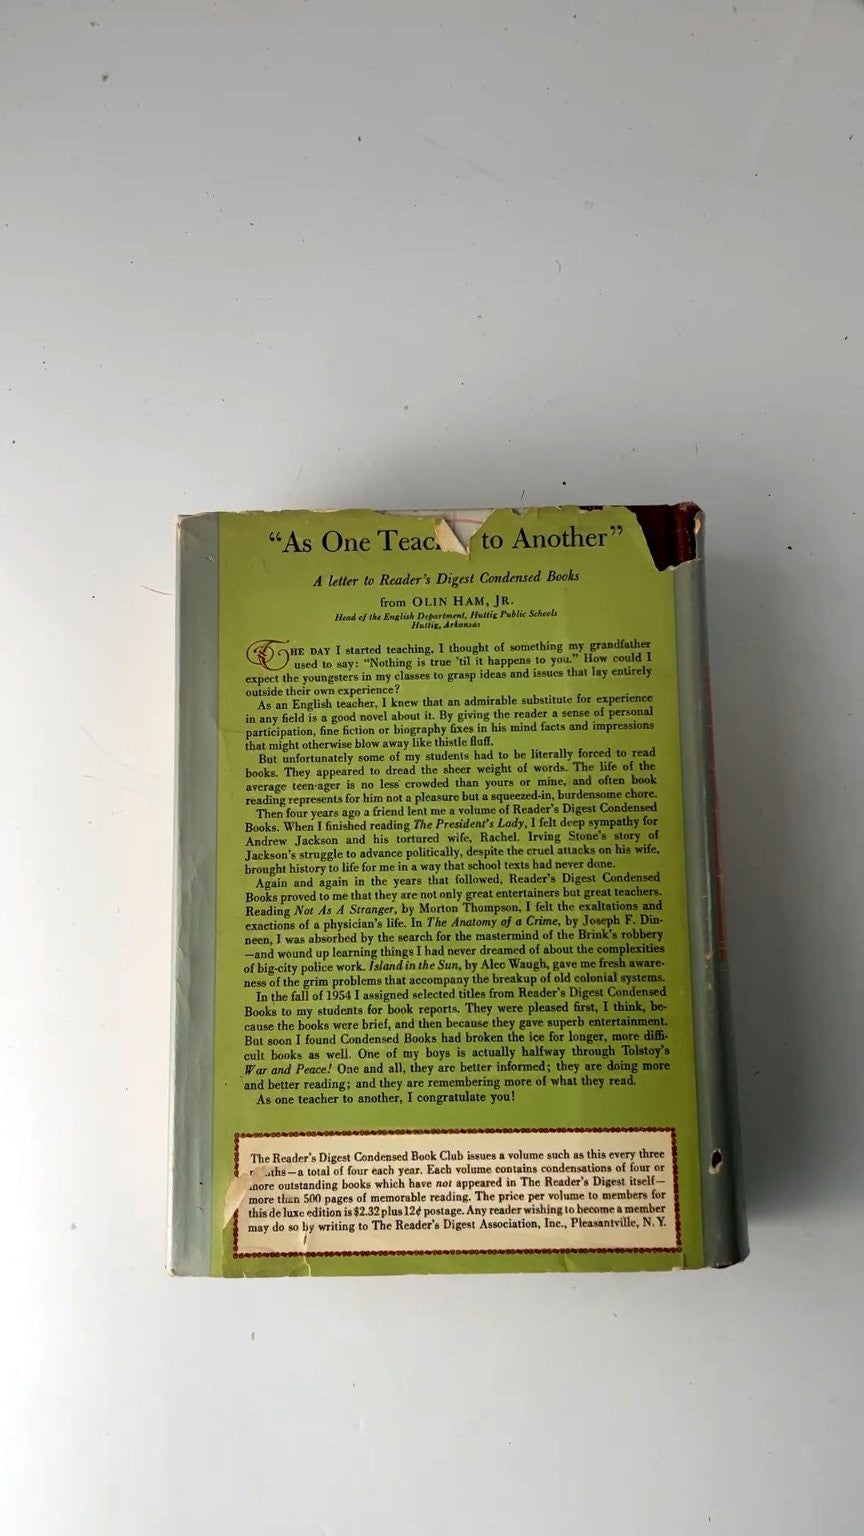 “As One Teac to Another”
A letter to Reader's Digest Condensed Books
from OLIN HAM, JR.
Head of the English Department, Huttig Public Schools
Huttig, Arkansas
THE DAY I started teaching, I thought of something my grandfather
used to say: “Nothing is true 'til it happens to you.” How could I
expect the youngsters in my classes to grasp ideas and issues that lay entirely
outside their own experience?
As an English teacher, I knew that an admirable substitute for experience
in any field is a good novel about it. By giving the reader a sense of personal
participation, fine fiction or biography fixes in his mind facts and impressions
that might otherwise blow away like thistle fluff.
But unfortunately some of my students had to be literally forced to read
books. They appeared to dread the sheer weight of words. The life of the
average teen-ager is no less crowded than yours or mine, and often book
reading represents for him not a pleasure but a squeezed-in, burdensome chore.
Then four years ago a friend lent me a volume of Reader's Digest Condensed
Books. When I finished reading The President's Lady, I felt deep sympathy for
Andrew Jackson and his tortured wife, Rachel. Irving Stone's story of
Jackson's struggle to advance politically, despite the cruel attacks on his wife,
brought history to life for me in a way that school texts had never done.
Again and again in the years that followed, Reader's Digest Condensed
Books proved to me that they are not only great entertainers but great teachers.
Reading Not As A Stranger, by Morton Thompson, I felt the exaltations and
exactions of a physician's life. In The Anatomy of a Crime, by Joseph F. Din-
neen, I was absorbed by the search for the mastermind of the Brink's robbery
—and wound up learning things I had never dreamed of about the complexities
of big-city police work. Island in the Sun, by Alec Waugh, gave me fresh aware-
ness of the grim problems that accompany the breakup of old colonial systems.
In the fall of 1954 I assigned selected titles from Reader's Digest Condensed
Books to my students for book reports. They were pleased first, I think, be-
cause the books were brief, and then because they gave superb entertainment.
But soon I found Condensed Books had broken the ice for longer, more diffi-
cult books as well. One of my boys is actually halfway through Tolstoy's
War and Peace! One and all, they are better informed; they are doing more
and better reading; and they are remembering more of what they read.
As one teacher to another, I congratulate you!
The Reader's Digest Condensed Book Club issues a volume such as this every three
ths—a total of four each year. Each volume contains condensations of four or
more outstanding books which have not appeared in The Reader's Digest itself—
more than 500 pages of memorable reading. The price per volume to members for
this de luxe edition is $2.32 plus 12¢ postage. Any reader wishing to become a member
may do so by writing to The Reader's Digest Association, Inc., Pleasantville, N. Y.